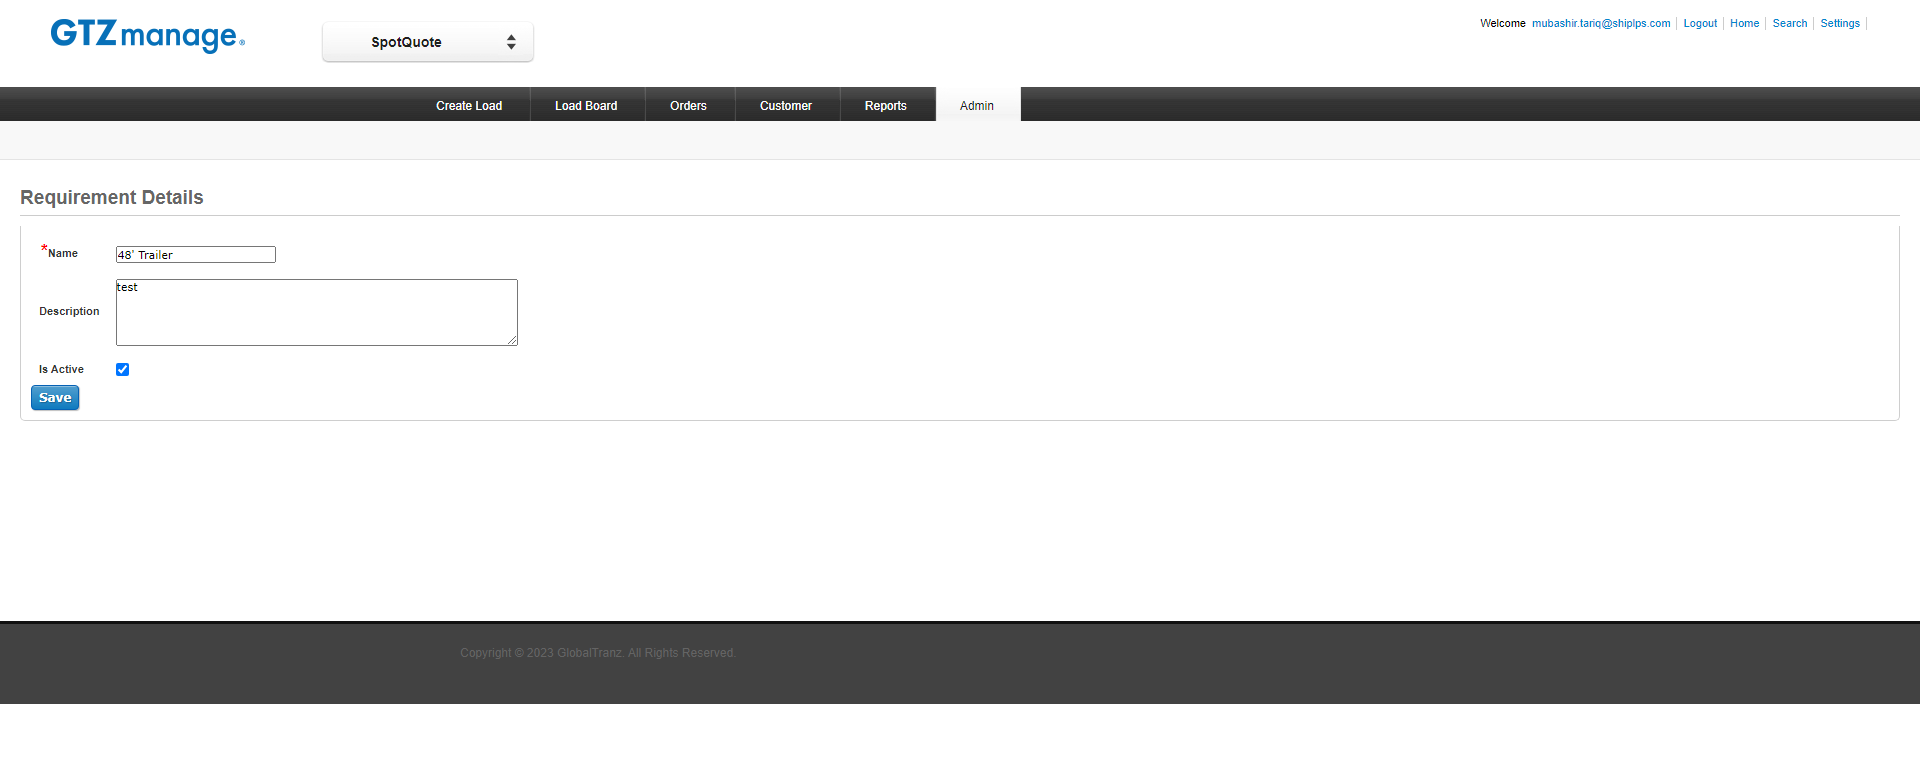 GTZmanage®
SpotQuote
Welcome mubashir.tariq@shiplps.com Logout Home Search Settings
Create Load Load Board Orders Customer Reports Admin
Requirement Details
*Name 48' Trailer
Description test
Is Active
Save
Copyright © 2023 GlobalTranz. All Rights Reserved.